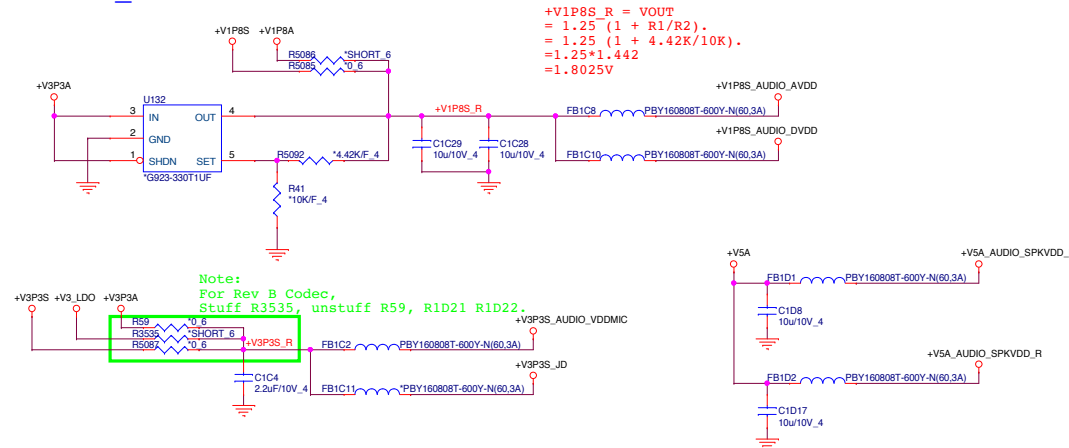 +V1P8S_R = VOUT
= 1.25 (1 + R1/R2).
= 1.25 (1 + 4.42K/10K).
=1.25*1.442
=1.8025V
+V1P8S +V1P8A
R5086 *SHORT_6
R5085 *0_6
+V3P3A
U132
3 IN OUT 4
2 GND
1 SHDN SET 5
*G923-330T1UF
R5092 *4.42K/F_4
R41
*10K/F_4
+V1P8S_R
C1C29
10u/10V_4
C1C28
10u/10V_4
+V1P8S_AUDIO_AVDD
FB1C8 PBY160808T-600Y-N(60,3A)
+V1P8S_AUDIO_DVDD
FB1C10 PBY160808T-600Y-N(60,3A)
Note:
For Rev B Codec,
Stuff R3535, unstuff R59, R1D21 R1D22.
+V3P3S +V3_LDO +V3P3A
R59 *0_6
R3535 *SHORT_6
R5087 *0_6
+V3P3S_R
C1C4
2.2uF/10V_4
+V3P3S_AUDIO_VDDMIC
FB1C2 PBY160808T-600Y-N(60,3A)
+V3P3S_JD
FB1C11 *PBY160808T-600Y-N(60,3A)
+V5A
+V5A_AUDIO_SPKVDD_
FB1D1 PBY160808T-600Y-N(60,3A)
C1D8
10u/10V_4
+V5A_AUDIO_SPKVDD_R
FB1D2 PBY160808T-600Y-N(60,3A)
C1D17
10u/10V_4